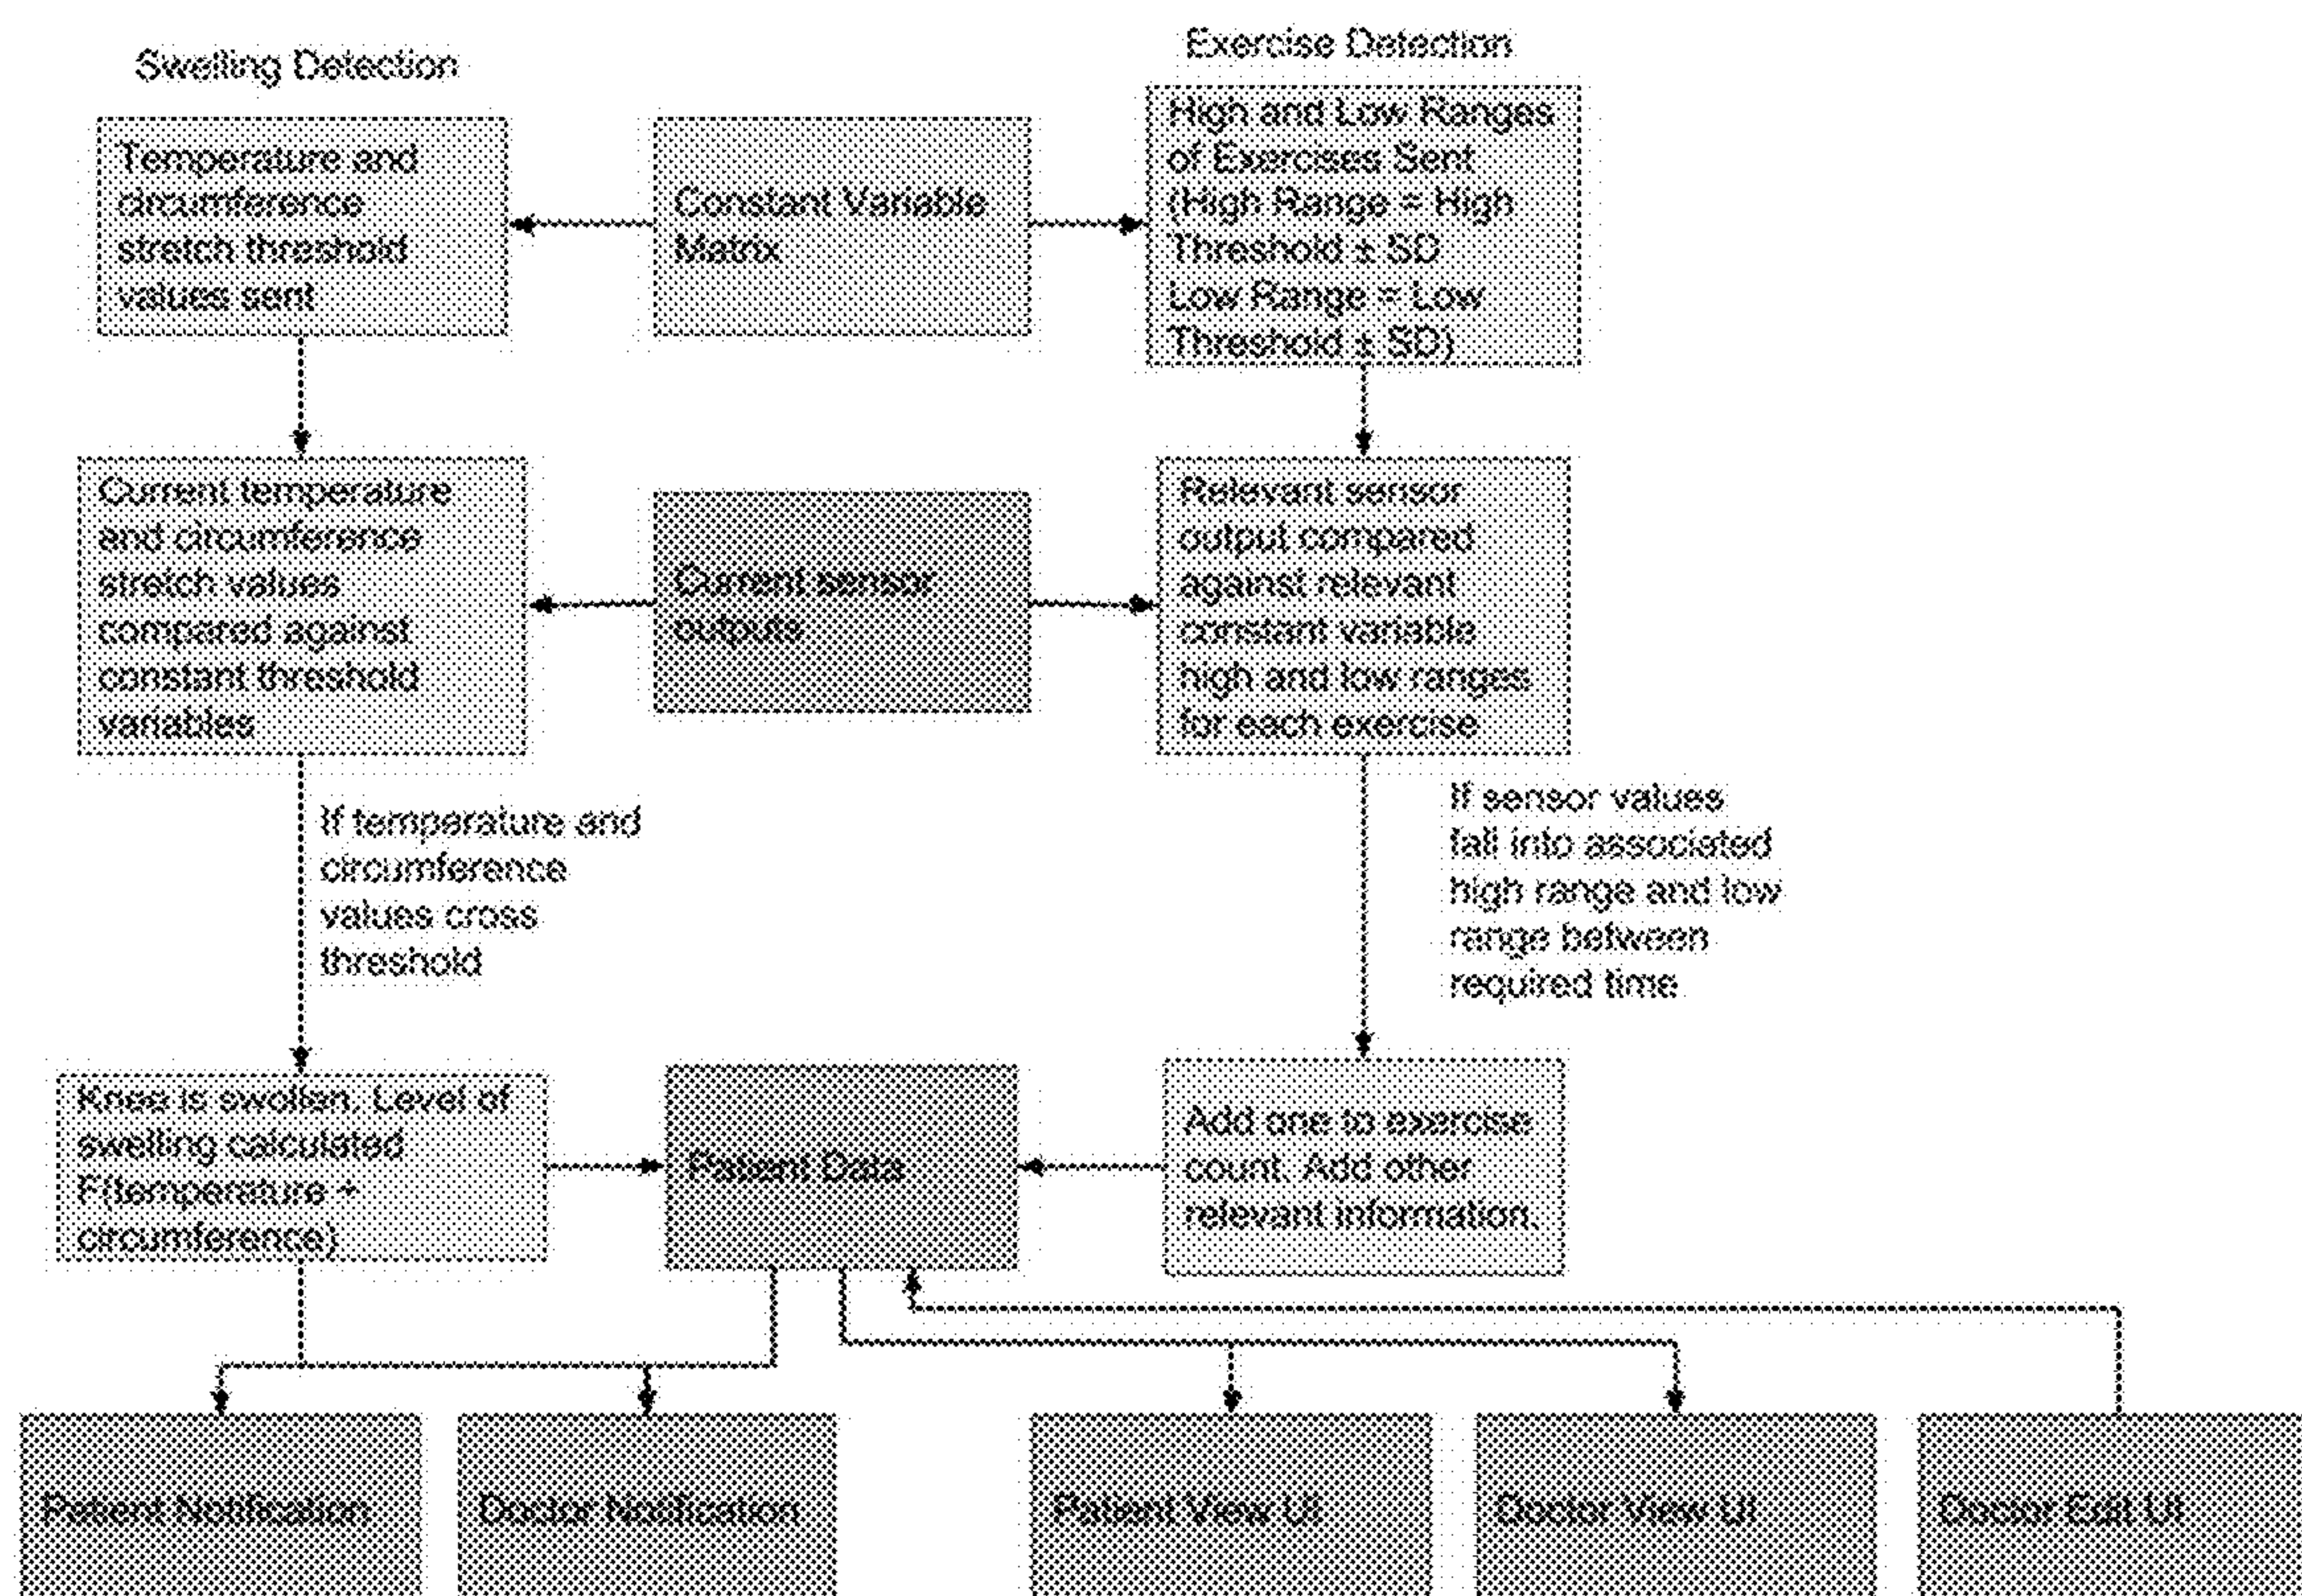 Swelling Detection
Exercise Detection
Temperature and
circumference
stretch threshold
values sent
Constant Variable
Matrix
High and Low Ranges
of Exercises Sent
(High Range = High
Threshold ± SD
Low Range = Low
Threshold ± SD)
Current temperature
and circumference
stretch values
compared against
constant threshold
variables
Current sensor
outputs
Relevant sensor
output compared
against relevant
constant variable
high and low ranges
for each exercise
If temperature and
circumference
values cross
threshold
If sensor values
fall into associated
high range and low
range between
required time
Knee is swollen. Level of
swelling calculated
F(temperature +
circumference)
Patient Data
Add one to exercise
count. Add other
relevant information.
Patient Notification
Doctor Notification
Patient View UI
Doctor View UI
Doctor Edit UI